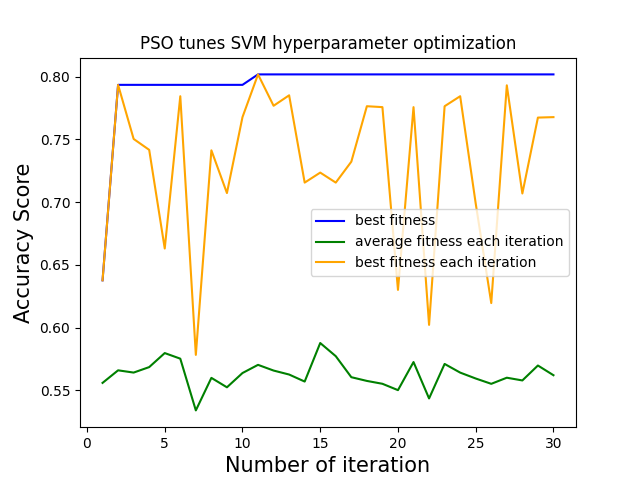 PSO tunes SVM hyperparameter optimization
Accuracy Score
0.80
0.75
0.70
0.65
0.60
0.55
best fitness
average fitness each iteration
best fitness each iteration
0 5 10 15 20 25 30
Number of iteration